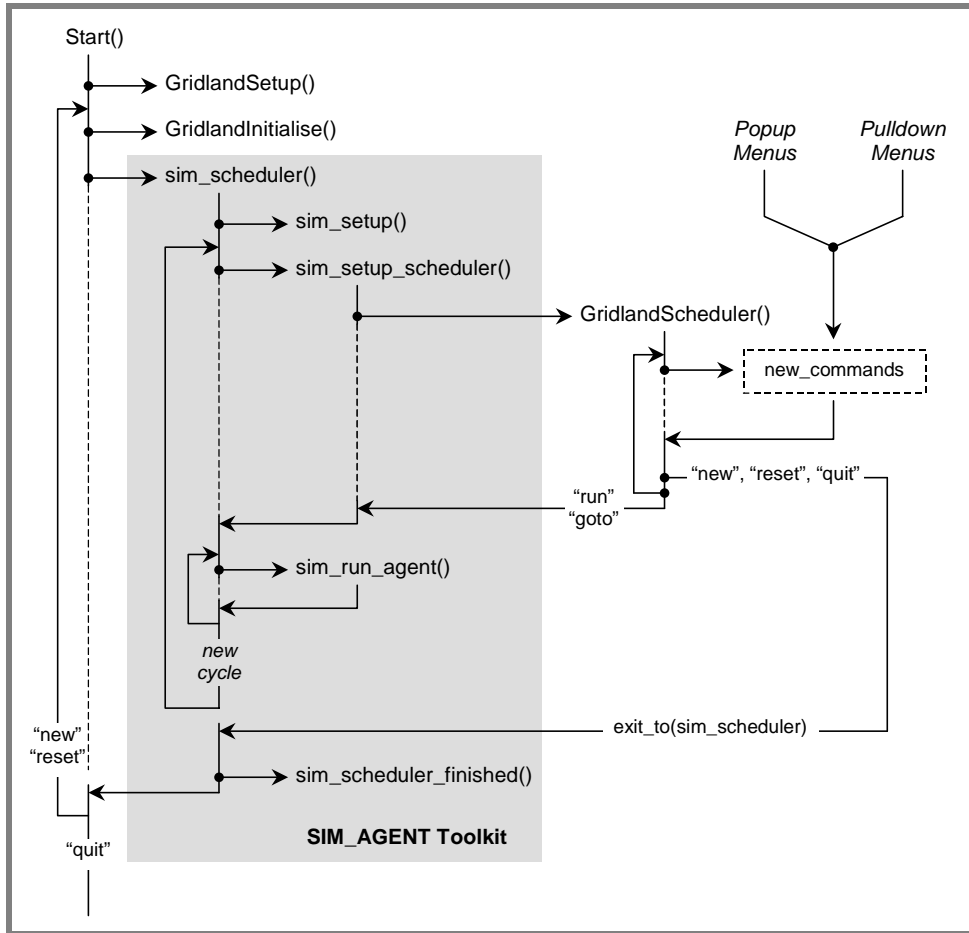 Start()
GridlandSetup()
GridlandInitialise()
Popup
Menus
Pulldown
Menus
sim_scheduler()
sim_setup()
sim_setup_scheduler()
GridlandScheduler()
new_commands
“new”, “reset”, “quit”
“run”
“goto”
sim_run_agent()
new
cycle
exit_to(sim_scheduler)
“new”
“reset”
sim_scheduler_finished()
SIM_AGENT Toolkit
“quit”